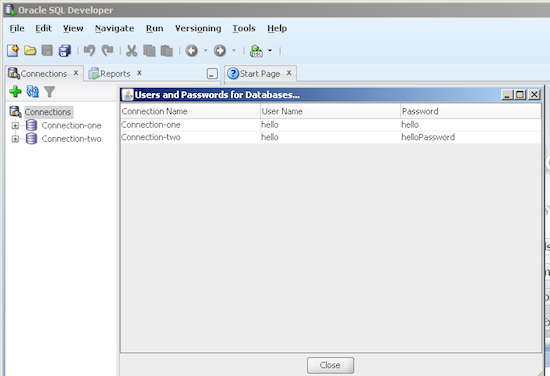 Oracle SQL Developer
File Edit View Navigate Run Versioning Tools Help
Connections x Reports x Start Page x
Users and Passwords for Databases...
Connection Name User Name Password
Connections
Connection-one hello hello
Connection-two hello helloPassword
Connection-one
Connection-two
Close